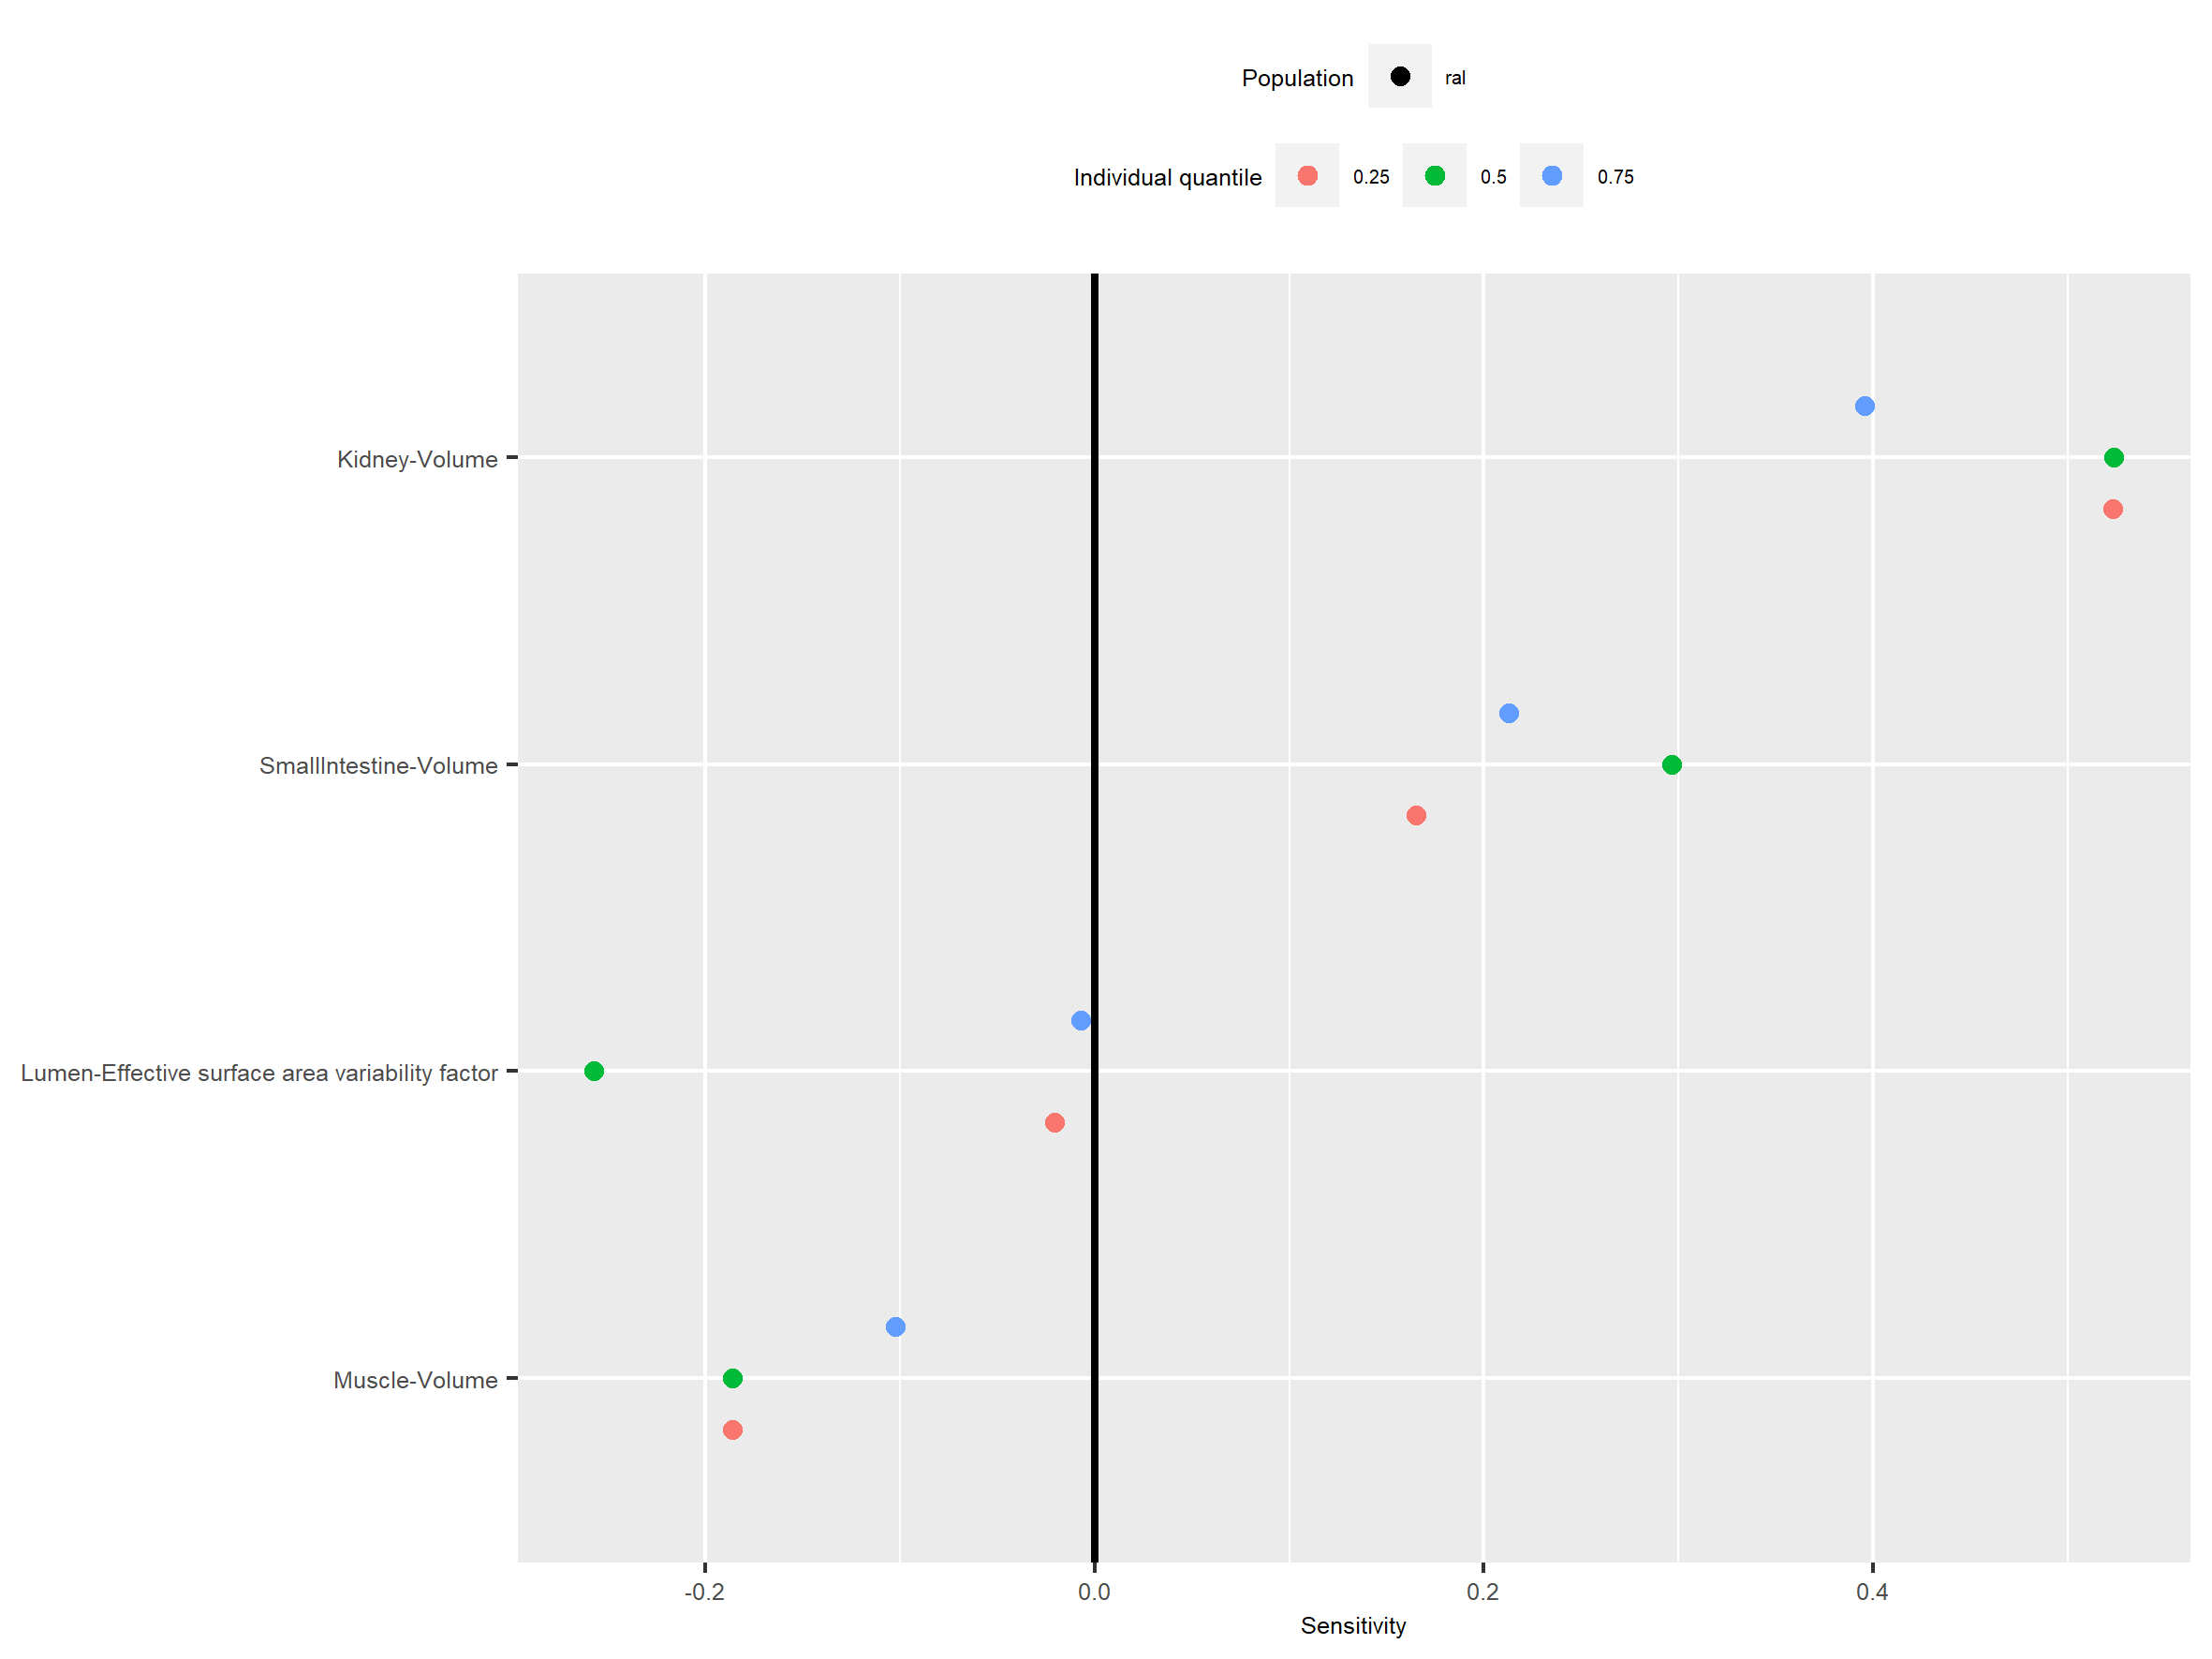 Population ral
Individual quantile 0.25 0.5 0.75
Kidney-Volume
SmallIntestine-Volume
Lumen-Effective surface area variability factor
Muscle-Volume
-0.2 0.0 0.2 0.4
Sensitivity